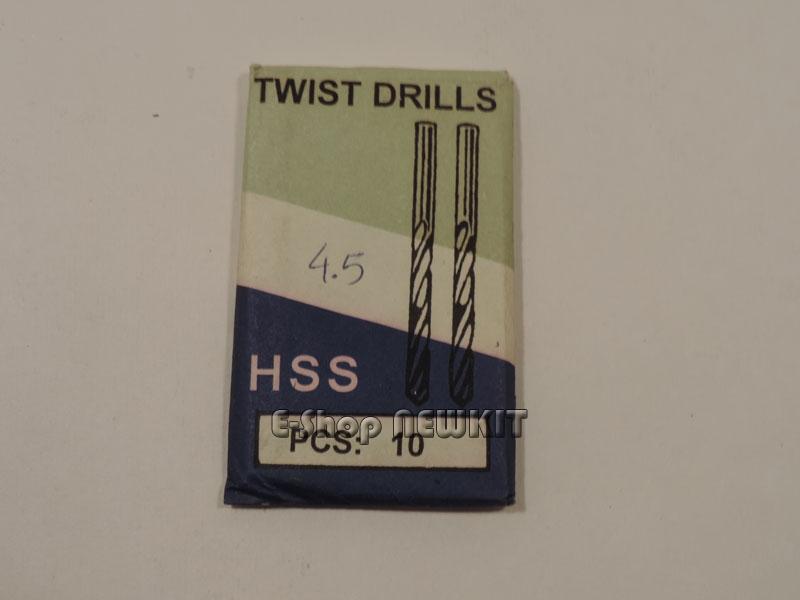 TWIST DRILLS
4.5
HSS
E-Shop NEWKIT
PCS: 10